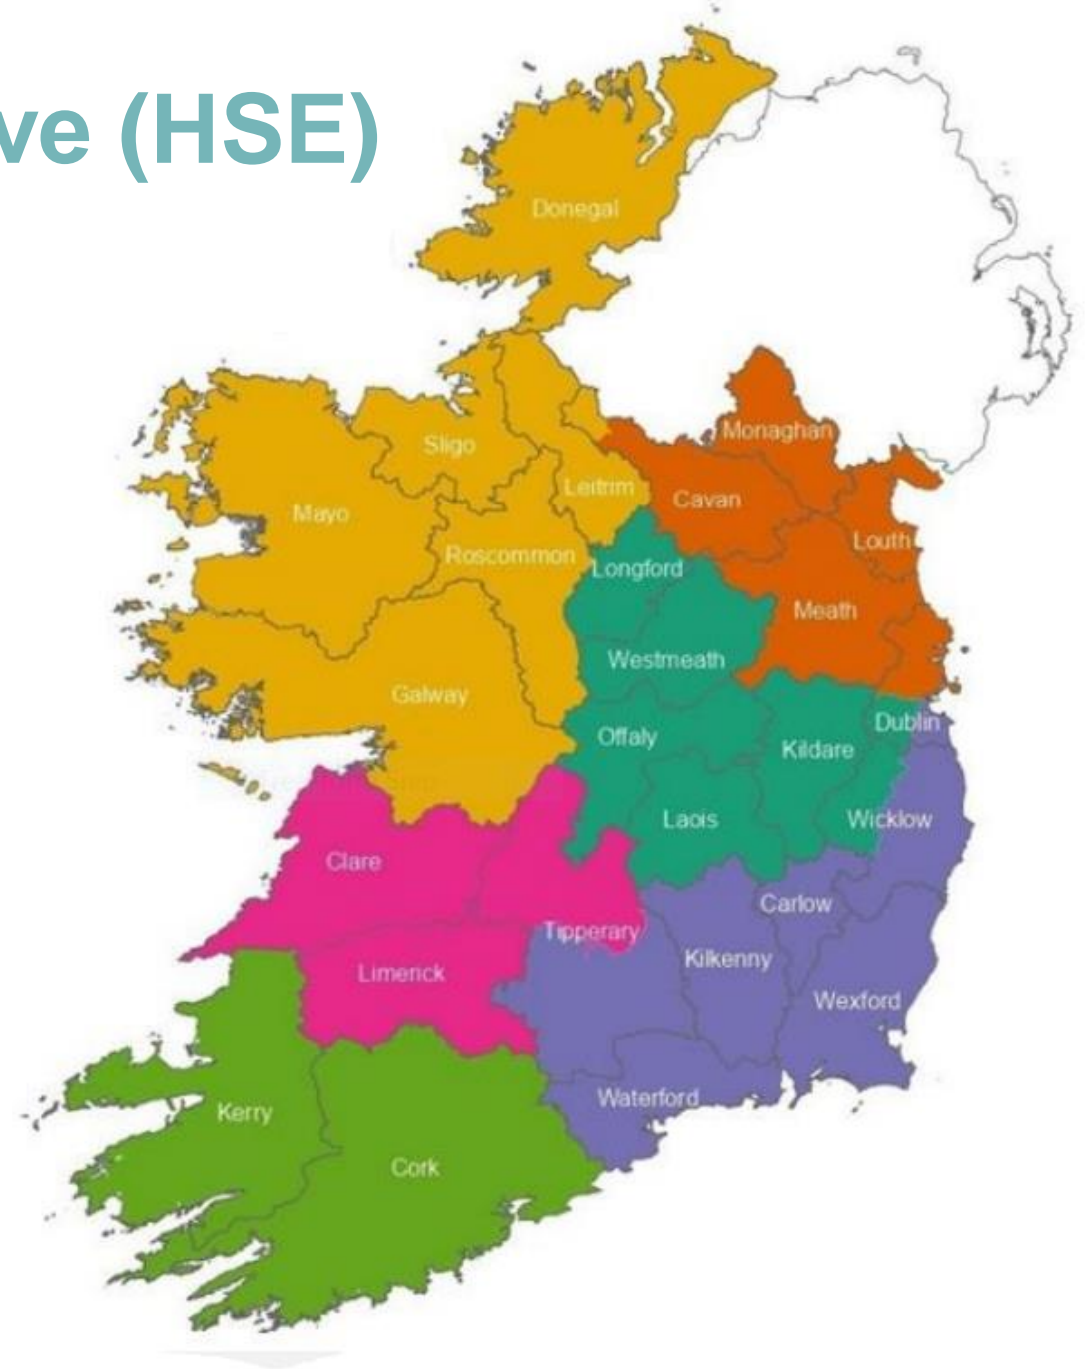 ve (HSE)
Donegal
Monaghan
Sligo
Leitrim
Cavan
Mayo
Louth
Roscommon
Longford
Meath
Westmeath
Galway
Dublin
Offaly
Kildare
Laois
Wicklow
Clare
Carlow
Tipperary
Kilkenny
Limerick
Wexford
Waterford
Kerry
Cork